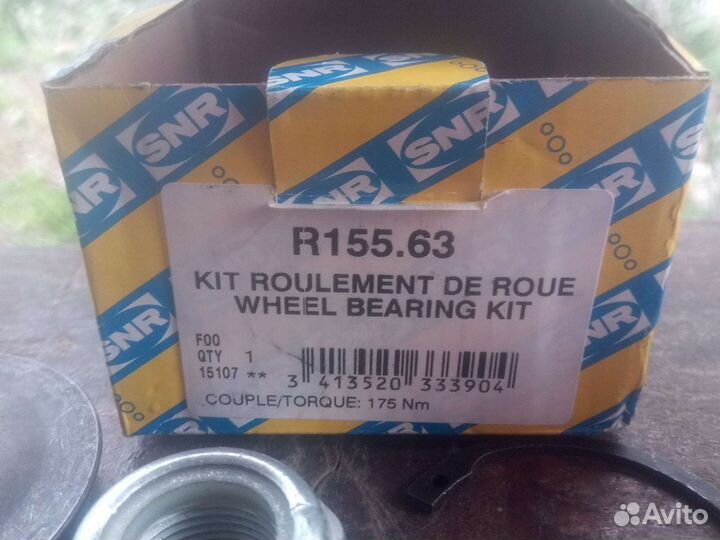 SNR
SNR
SNR
SNR
SNR
R155.63
KIT ROULEMENT DE ROUE
WHEEL BEARING KIT
F00
QTY 1
15107 **
3 413520 333904
COUPLE/TORQUE: 175 Nm
Avito